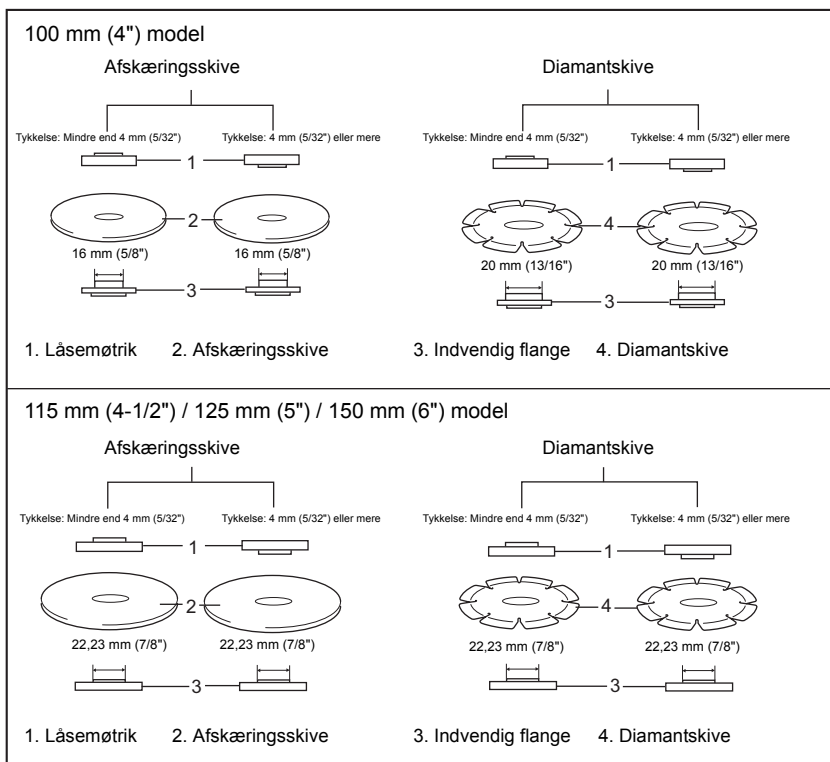 100 mm (4") model
Afskæringsskive Diamantskive
Tykkelse: Mindre end 4 mm (5/32") Tykkelse: 4 mm (5/32") eller mere Tykkelse: Mindre end 4 mm (5/32") Tykkelse: 4 mm (5/32") eller mere
1 1
2 4
16 mm (5/8") 16 mm (5/8") 20 mm (13/16") 20 mm (13/16")
3 3
1. Låsemøtrik 2. Afskæringsskive 3. Indvendig flange 4. Diamantskive
115 mm (4-1/2") / 125 mm (5") / 150 mm (6") model
Afskæringsskive Diamantskive
Tykkelse: Mindre end 4 mm (5/32") Tykkelse: 4 mm (5/32") eller mere Tykkelse: Mindre end 4 mm (5/32") Tykkelse: 4 mm (5/32") eller mere
1 1
2 4
22,23 mm (7/8") 22,23 mm (7/8") 22,23 mm (7/8") 22,23 mm (7/8")
3 3
1. Låsemøtrik 2. Afskæringsskive 3. Indvendig flange 4. Diamantskive